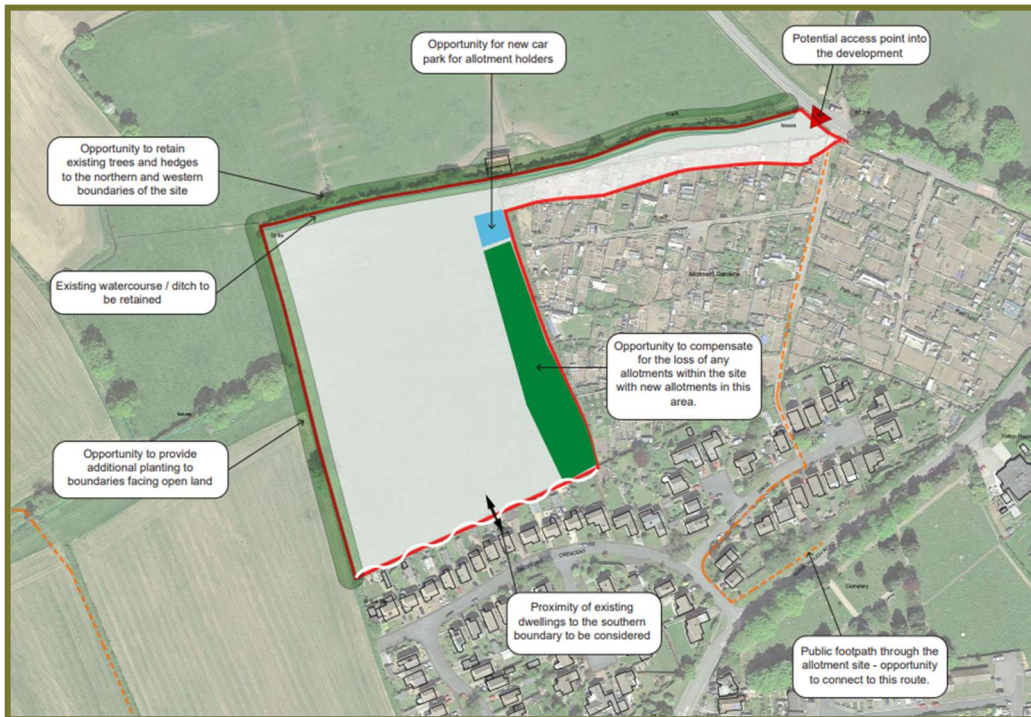 Opportunity for new car
park for allotment holders
Potential access point into
the development
Opportunity to retain
existing trees and hedges
to the northern and western
boundaries of the site
Track
Issues
Existing watercourse / ditch to
be retained
Allotment Gardens
Opportunity to compensate
for the loss of any
allotments within the site
with new allotments in this
area.
Opportunity to provide
additional planting to
boundaries facing open land
CRESCENT
DRIVE
Proximity of existing
dwellings to the southern
boundary to be considered
Cemetery
Public footpath through the
allotment site - opportunity
to connect to this route.